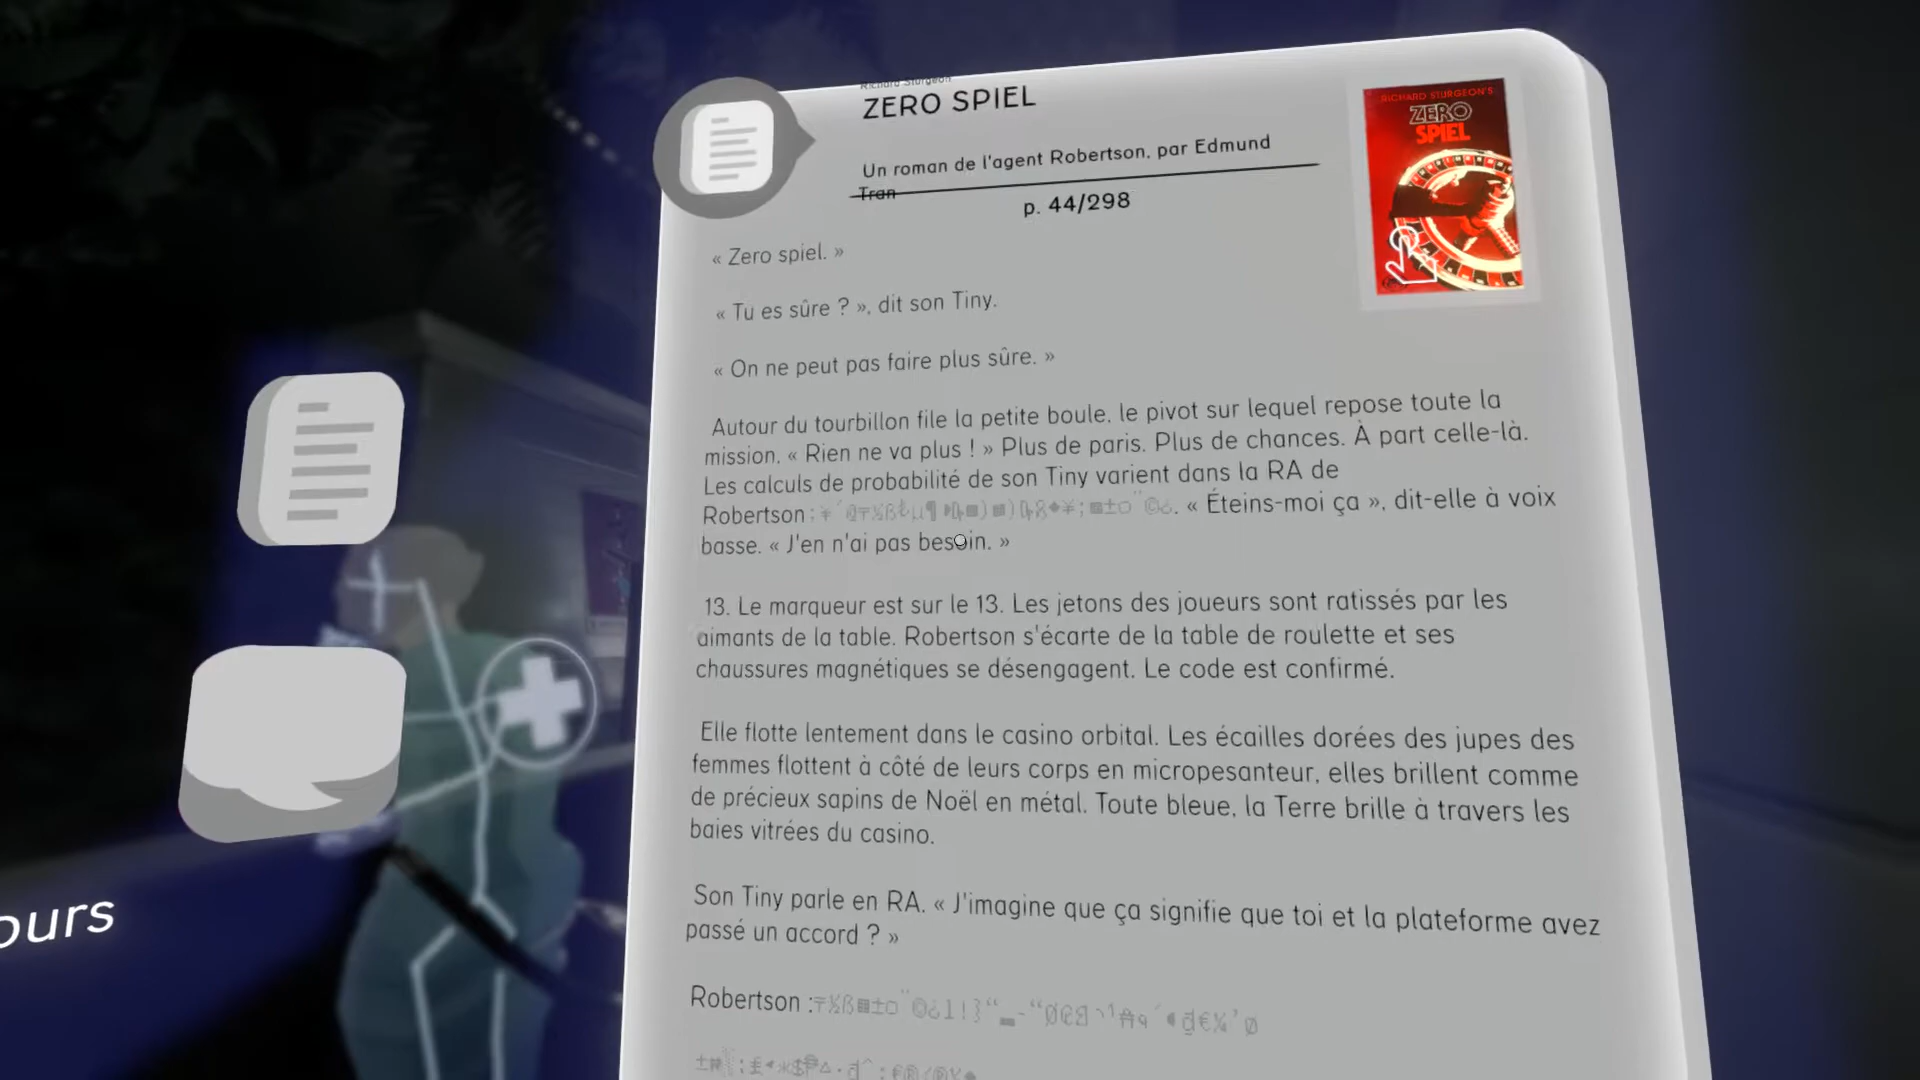 Richard Sturgeon
ZERO SPIEL
Un roman de l'agent Robertson, par Edmund
Tran
p. 44/298
RICHARD STURGEON'S
ZERO
SPIEL
« Zero spiel. »
« Tu es sûre ? », dit son Tiny.
« On ne peut pas faire plus sûre. »
Autour du tourbillon file la petite boule, le pivot sur lequel repose toute la
mission. « Rien ne va plus ! » Plus de paris. Plus de chances. À part celle-là.
Les calculs de probabilité de son Tiny varient dans la RA de
Robertson : « Éteins-moi ça », dit-elle à voix
basse. « J'en n'ai pas besoin. »
13. Le marqueur est sur le 13. Les jetons des joueurs sont ratissés par les
aimants de la table. Robertson s'écarte de la table de roulette et ses
chaussures magnétiques se désengagent. Le code est confirmé.
Elle flotte lentement dans le casino orbital. Les écailles dorées des jupes des
femmes flottent à côté de leurs corps en micropesanteur, elles brillent comme
de précieux sapins de Noël en métal. Toute bleue, la Terre brille à travers les
baies vitrées du casino.
Son Tiny parle en RA. « J'imagine que ça signifie que toi et la plateforme avez
passé un accord ? »
Robertson :
ours